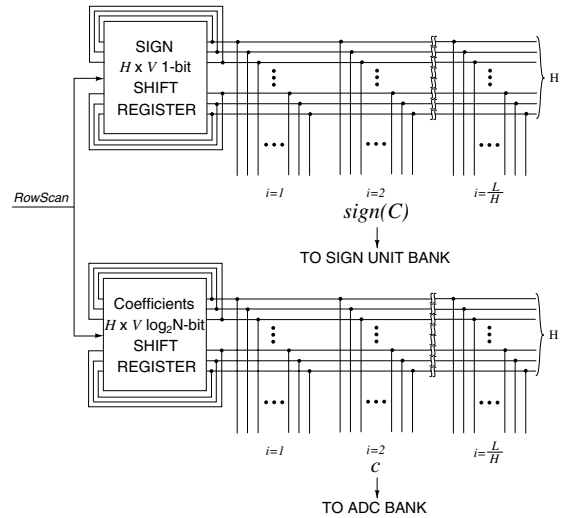 SIGN
H x V 1-bit
SHIFT
REGISTER
H
RowScan
i=1
i=2
i=L/H
sign(C)
TO SIGN UNIT BANK
Coefficients
H x V log₂N-bit
SHIFT
REGISTER
H
i=1
i=2
i=L/H
c
TO ADC BANK